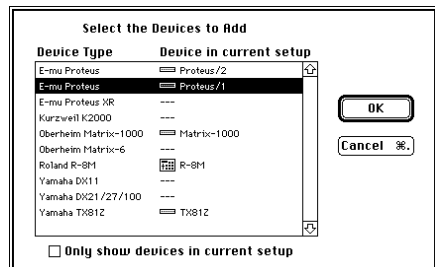 Select the Devices to Add
Device Type Device in current setup
E-mu Proteus Proteus/2
E-mu Proteus Proteus/1
E-mu Proteus XR ---
Kurzweil K2000 ---
Oberheim Matrix-1000 Matrix-1000
Oberheim Matrix-6 ---
Roland R-8M R-8M
Yamaha DX11 ---
Yamaha DX21/27/100 ---
Yamaha TX81Z TX81Z
OK
Cancel ⌘.
Only show devices in current setup